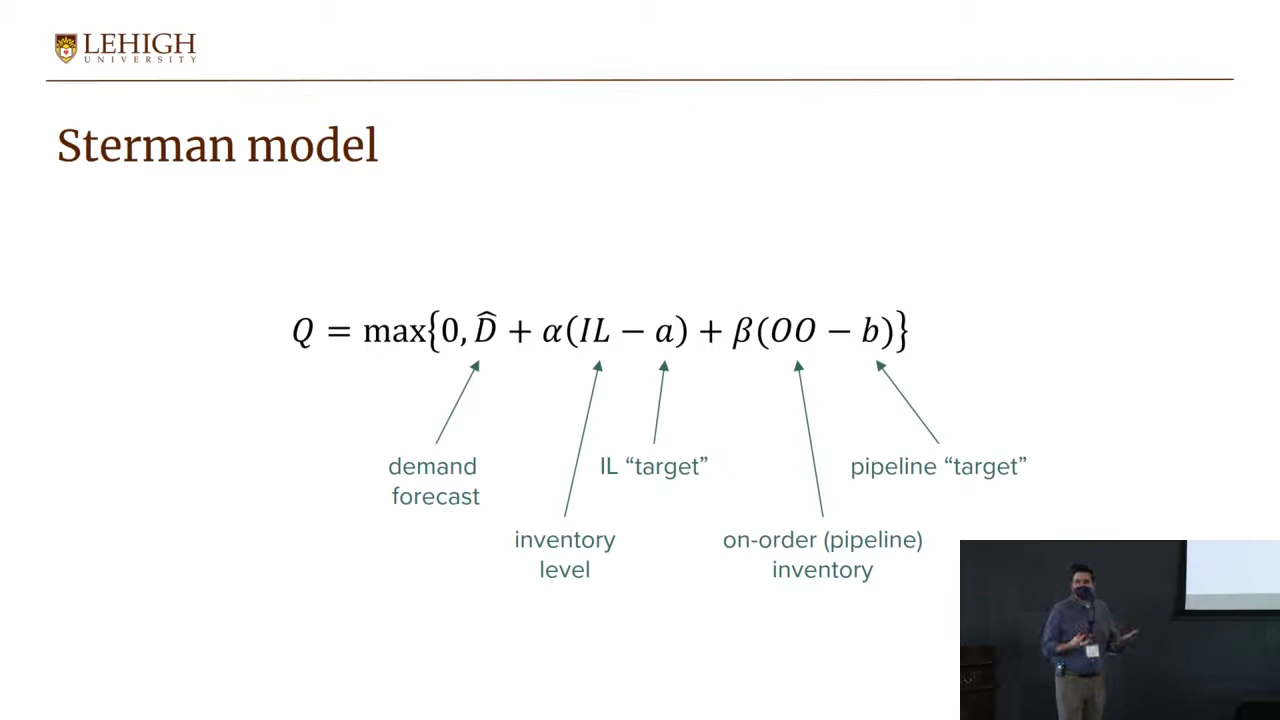 LEHIGH
UNIVERSITY
Sterman model
Q = max{0, D̂ + α(IL − a) + β(OO − b)}
demand
forecast
IL “target”
pipeline “target”
inventory
level
on-order (pipeline)
inventory